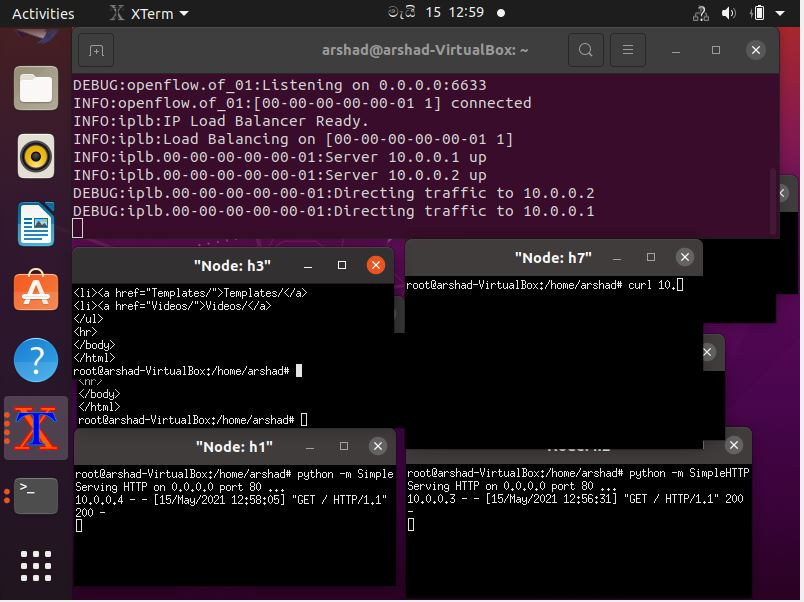 Activities
XTerm
මැයි 15 12:59
arshad@arshad-VirtualBox: ~
DEBUG:openflow.of_01:Listening on 0.0.0.0:6633
INFO:openflow.of_01:[00-00-00-00-00-01 1] connected
INFO:iplb:IP Load Balancer Ready.
INFO:iplb:Load Balancing on [00-00-00-00-00-01 1]
INFO:iplb.00-00-00-00-00-01:Server 10.0.0.1 up
INFO:iplb.00-00-00-00-00-01:Server 10.0.0.2 up
DEBUG:iplb.00-00-00-00-00-01:Directing traffic to 10.0.0.2
DEBUG:iplb.00-00-00-00-00-01:Directing traffic to 10.0.0.1
"Node: h3"
<li><a href="Templates/">Templates/</a>
<li><a href="Videos/">Videos/</a>
</ul>
<hr>
</body>
</html>
root@arshad-VirtualBox:/home/arshad#
<hr>
</body>
</html>
root@arshad-VirtualBox:/home/arshad#
"Node: h7"
root@arshad-VirtualBox:/home/arshad# curl 10.
"Node: h1"
root@arshad-VirtualBox:/home/arshad# python -m Simple
Serving HTTP on 0.0.0.0 port 80 ...
10.0.0.4 - - [15/May/2021 12:58:05] "GET / HTTP/1.1"
200 -
root@arshad-VirtualBox:/home/arshad# python -m SimpleHTTP
Serving HTTP on 0.0.0.0 port 80 ...
10.0.0.3 - - [15/May/2021 12:56:31] "GET / HTTP/1.1" 200
-